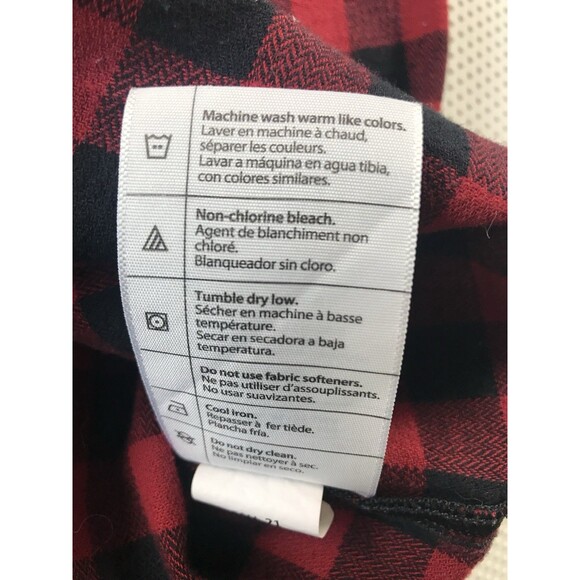 Machine wash warm like colors.
Laver en machine à chaud,
séparer les couleurs.
Lavar a máquina en agua tibia,
con colores similares.
Non-chlorine bleach.
Agent de blanchiment non
chloré.
Blanqueador sin cloro.
Tumble dry low.
Sécher en machine à basse
température.
Secar en secadora a baja
temperatura.
Do not use fabric softeners.
Ne pas utiliser d'assouplissants.
No usar suavizantes.
Cool iron.
Repasser à fer tiède.
Plancha fría.
Do not dry clean.
Ne pas nettoyer à sec.
No limpiar en seco.